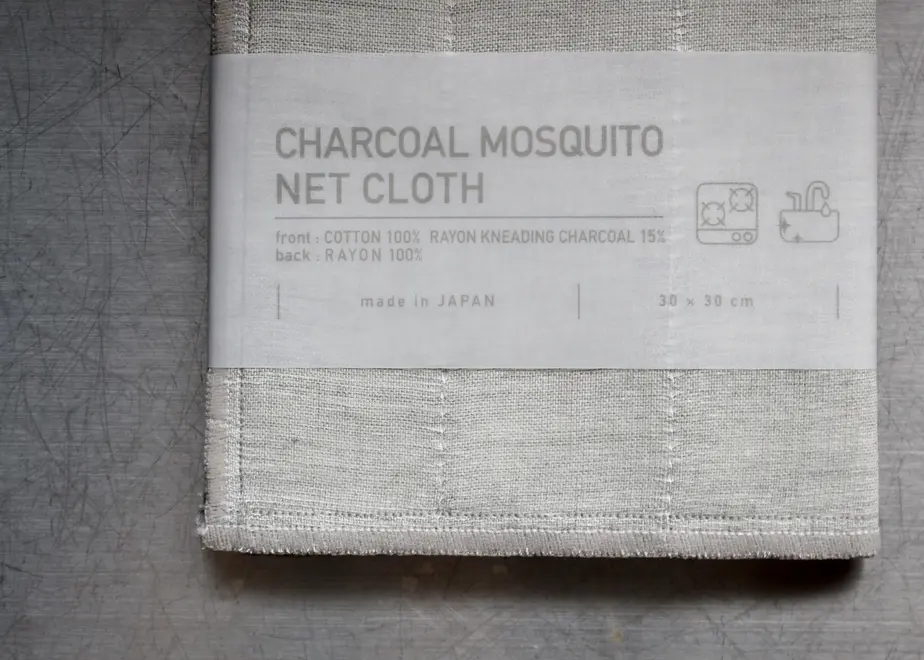 CHARCOAL MOSQUITO
NET CLOTH
front : COTTON 100% RAYON KNEADING CHARCOAL 15%
back : RAYON 100%
made in JAPAN
30 × 30 cm